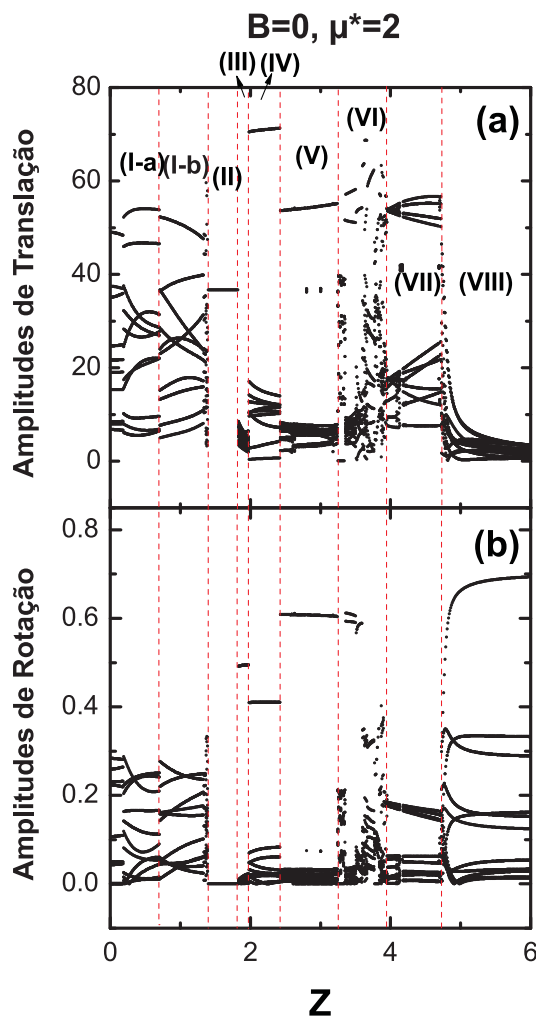 B=0, µ*=2
(III) (IV)
(a)
(VI)
(I-a) (I-b) (II) (V)
(VII) (VIII)
Amplitudes de Translação
80
60
40
20
0
(b)
Amplitudes de Rotação
0.8
0.6
0.4
0.2
0.0
0 2 4 6
Z